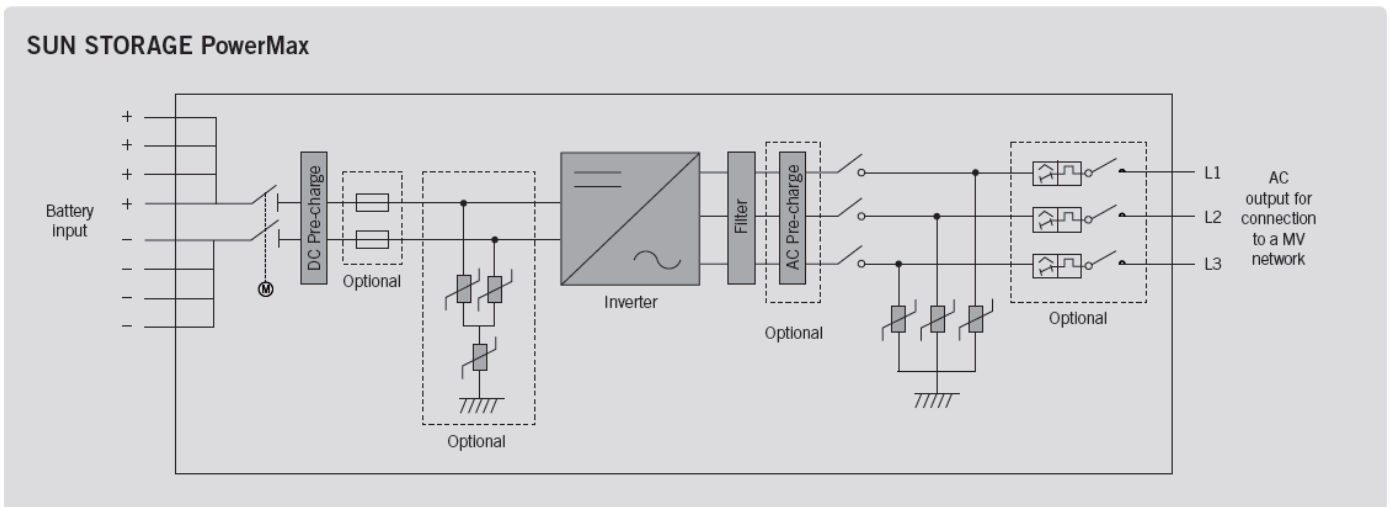 SUN STORAGE PowerMax
+
+
+
+
Battery
input
−
−
−
−
M
DC Pre-charge
Optional
Optional
Inverter
Filter
AC Pre-charge
Optional
Optional
L1
L2
L3
AC
output for
connection
to a MV
network